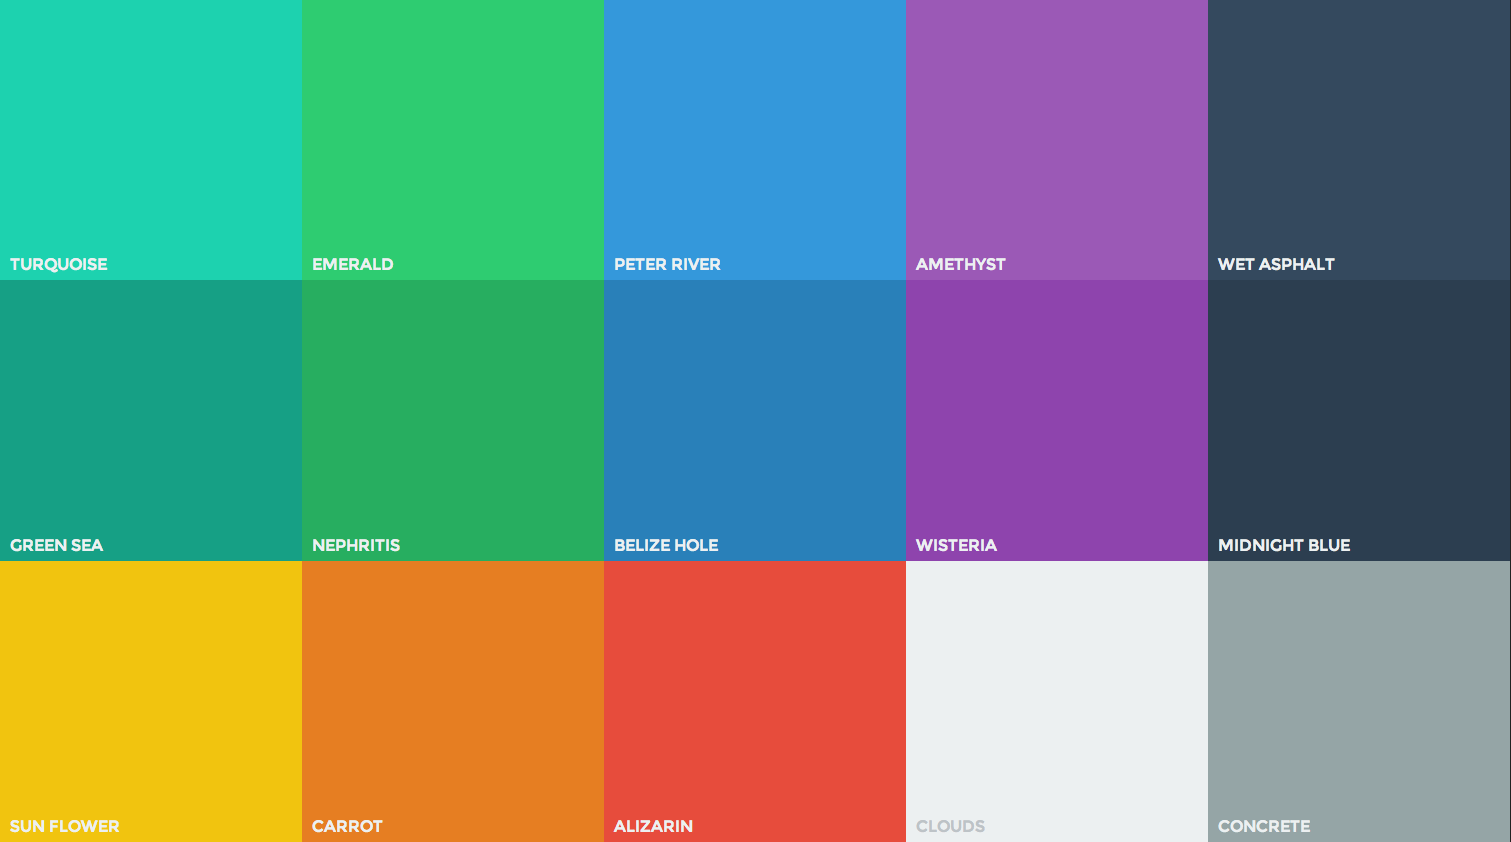 TURQUOISE
EMERALD
PETER RIVER
AMETHYST
WET ASPHALT
GREEN SEA
NEPHRITIS
BELIZE HOLE
WISTERIA
MIDNIGHT BLUE
SUN FLOWER
CARROT
ALIZARIN
CLOUDS
CONCRETE